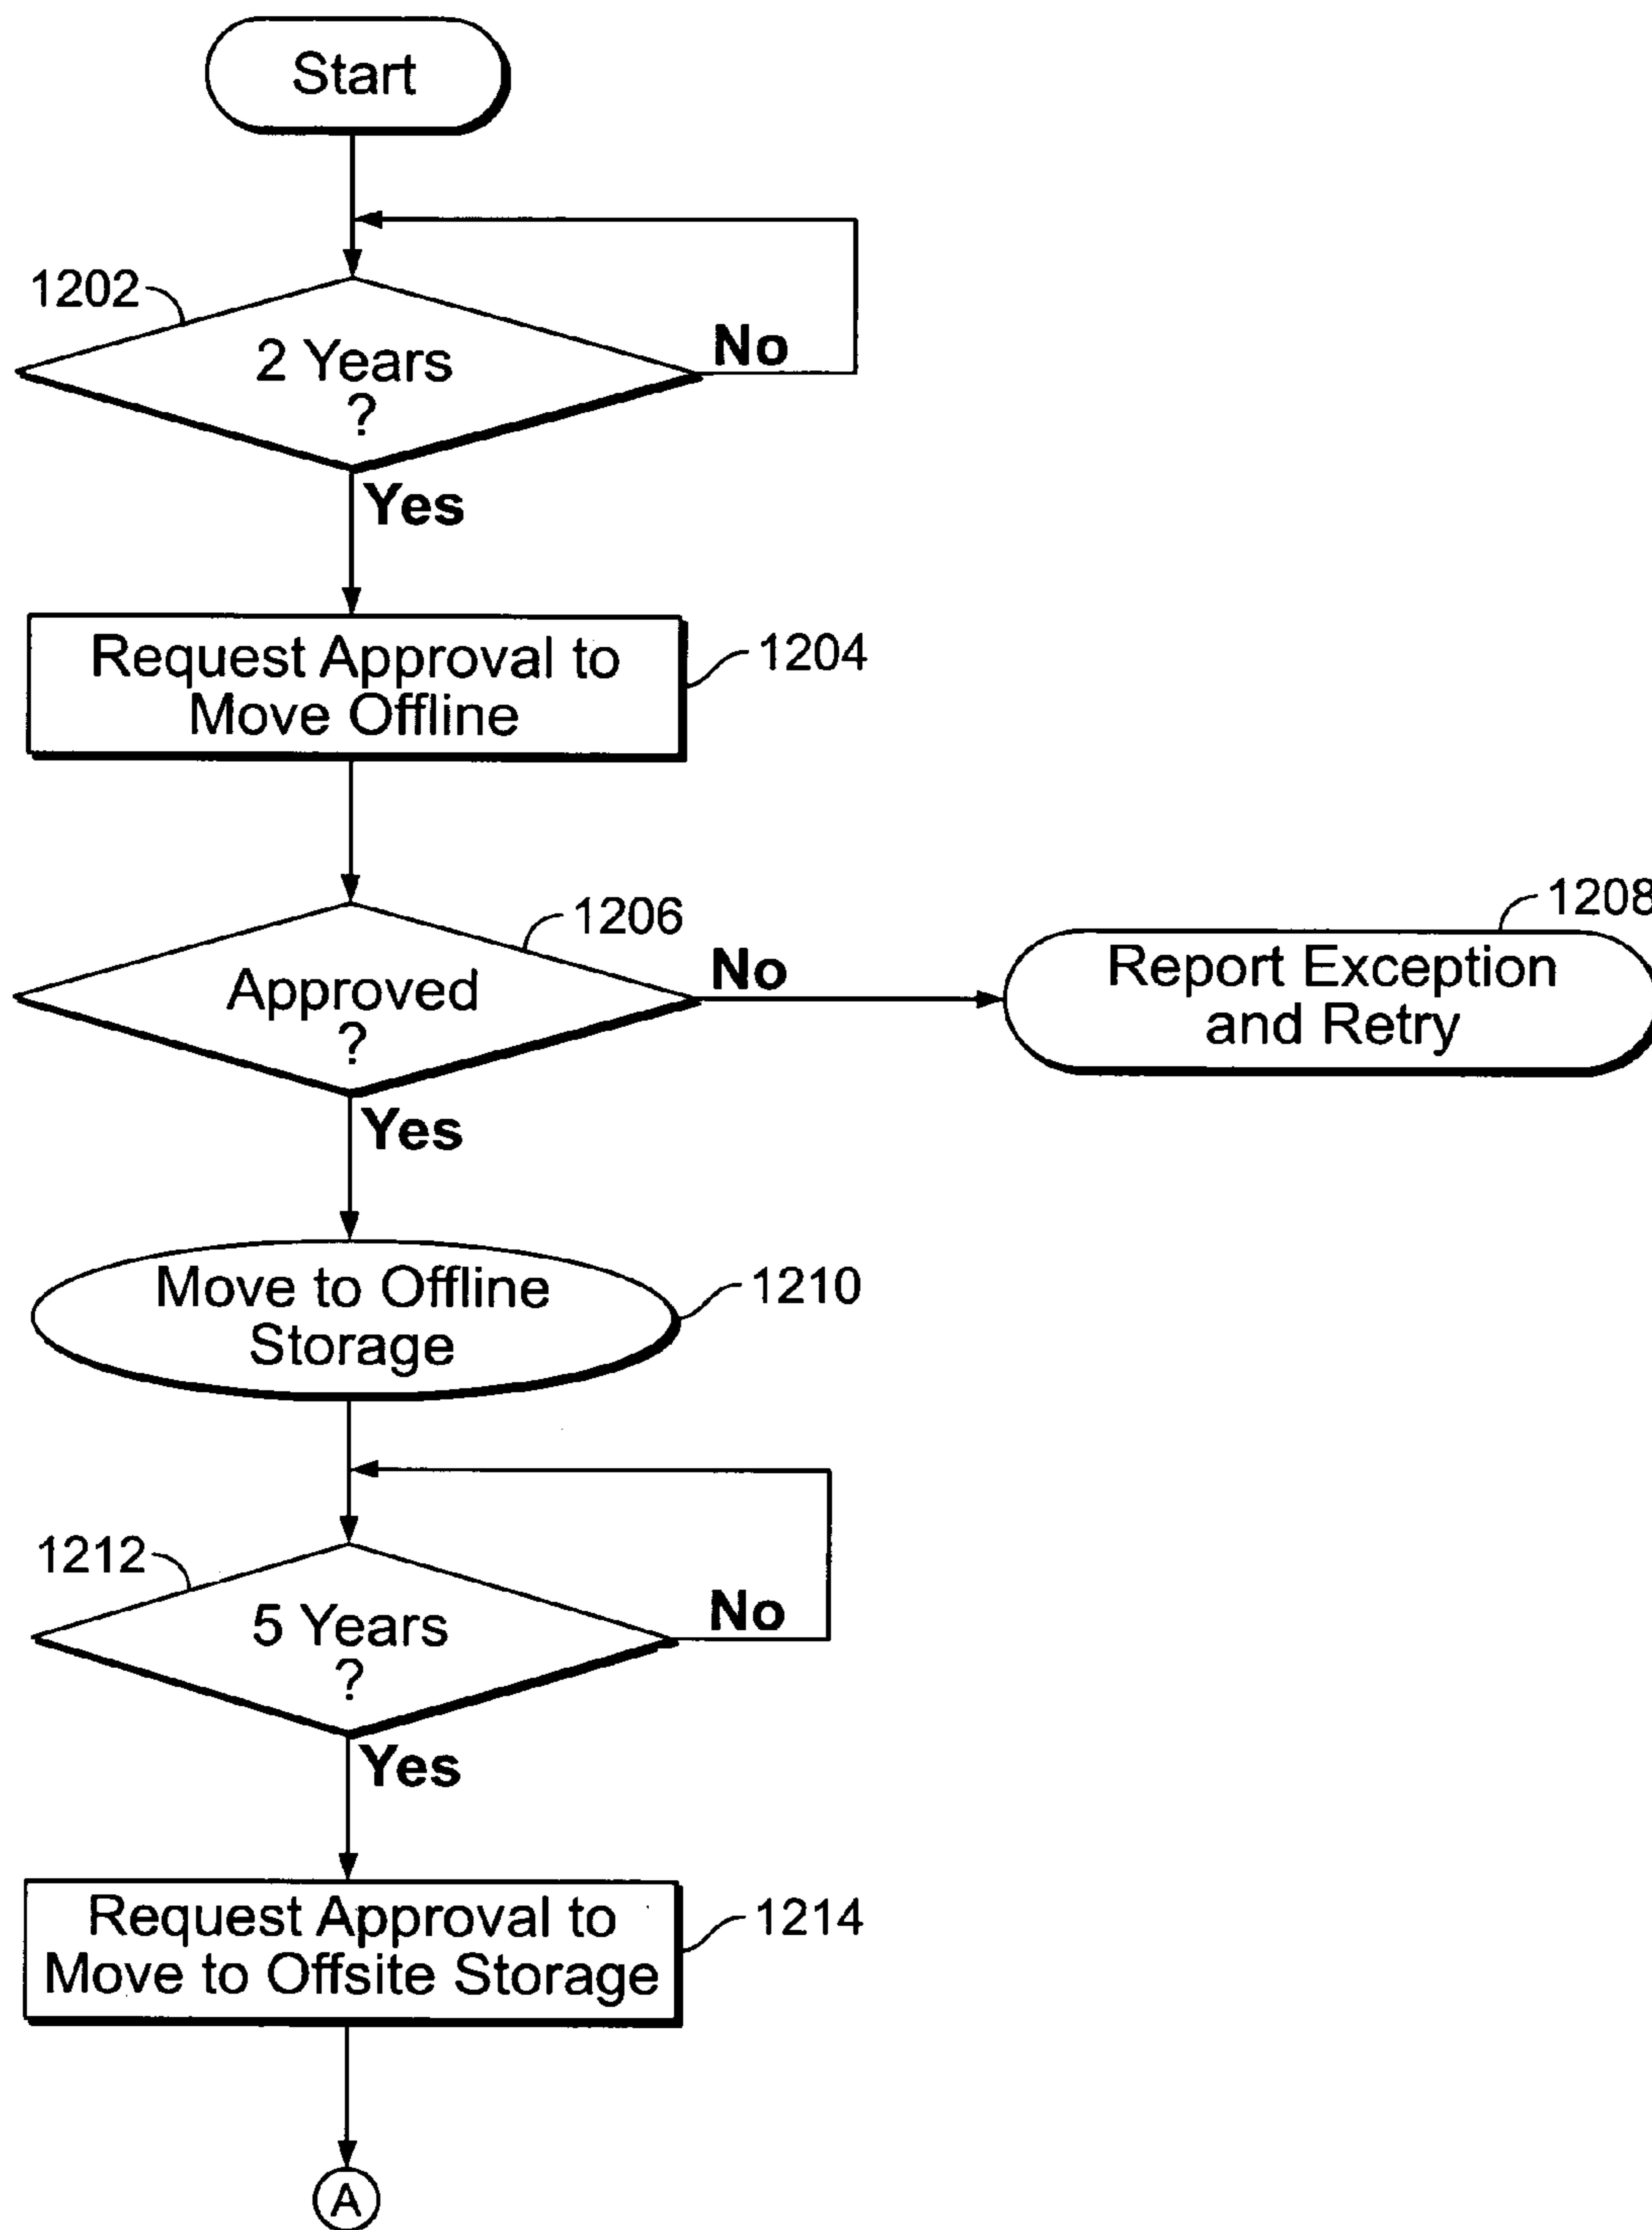 Start
1202
2 Years
?
No
Yes
Request Approval to
Move Offline
1204
1206
Approved
?
No
1208
Report Exception
and Retry
Yes
Move to Offline
Storage
1210
1212
5 Years
?
No
Yes
Request Approval to
Move to Offsite Storage
1214
A